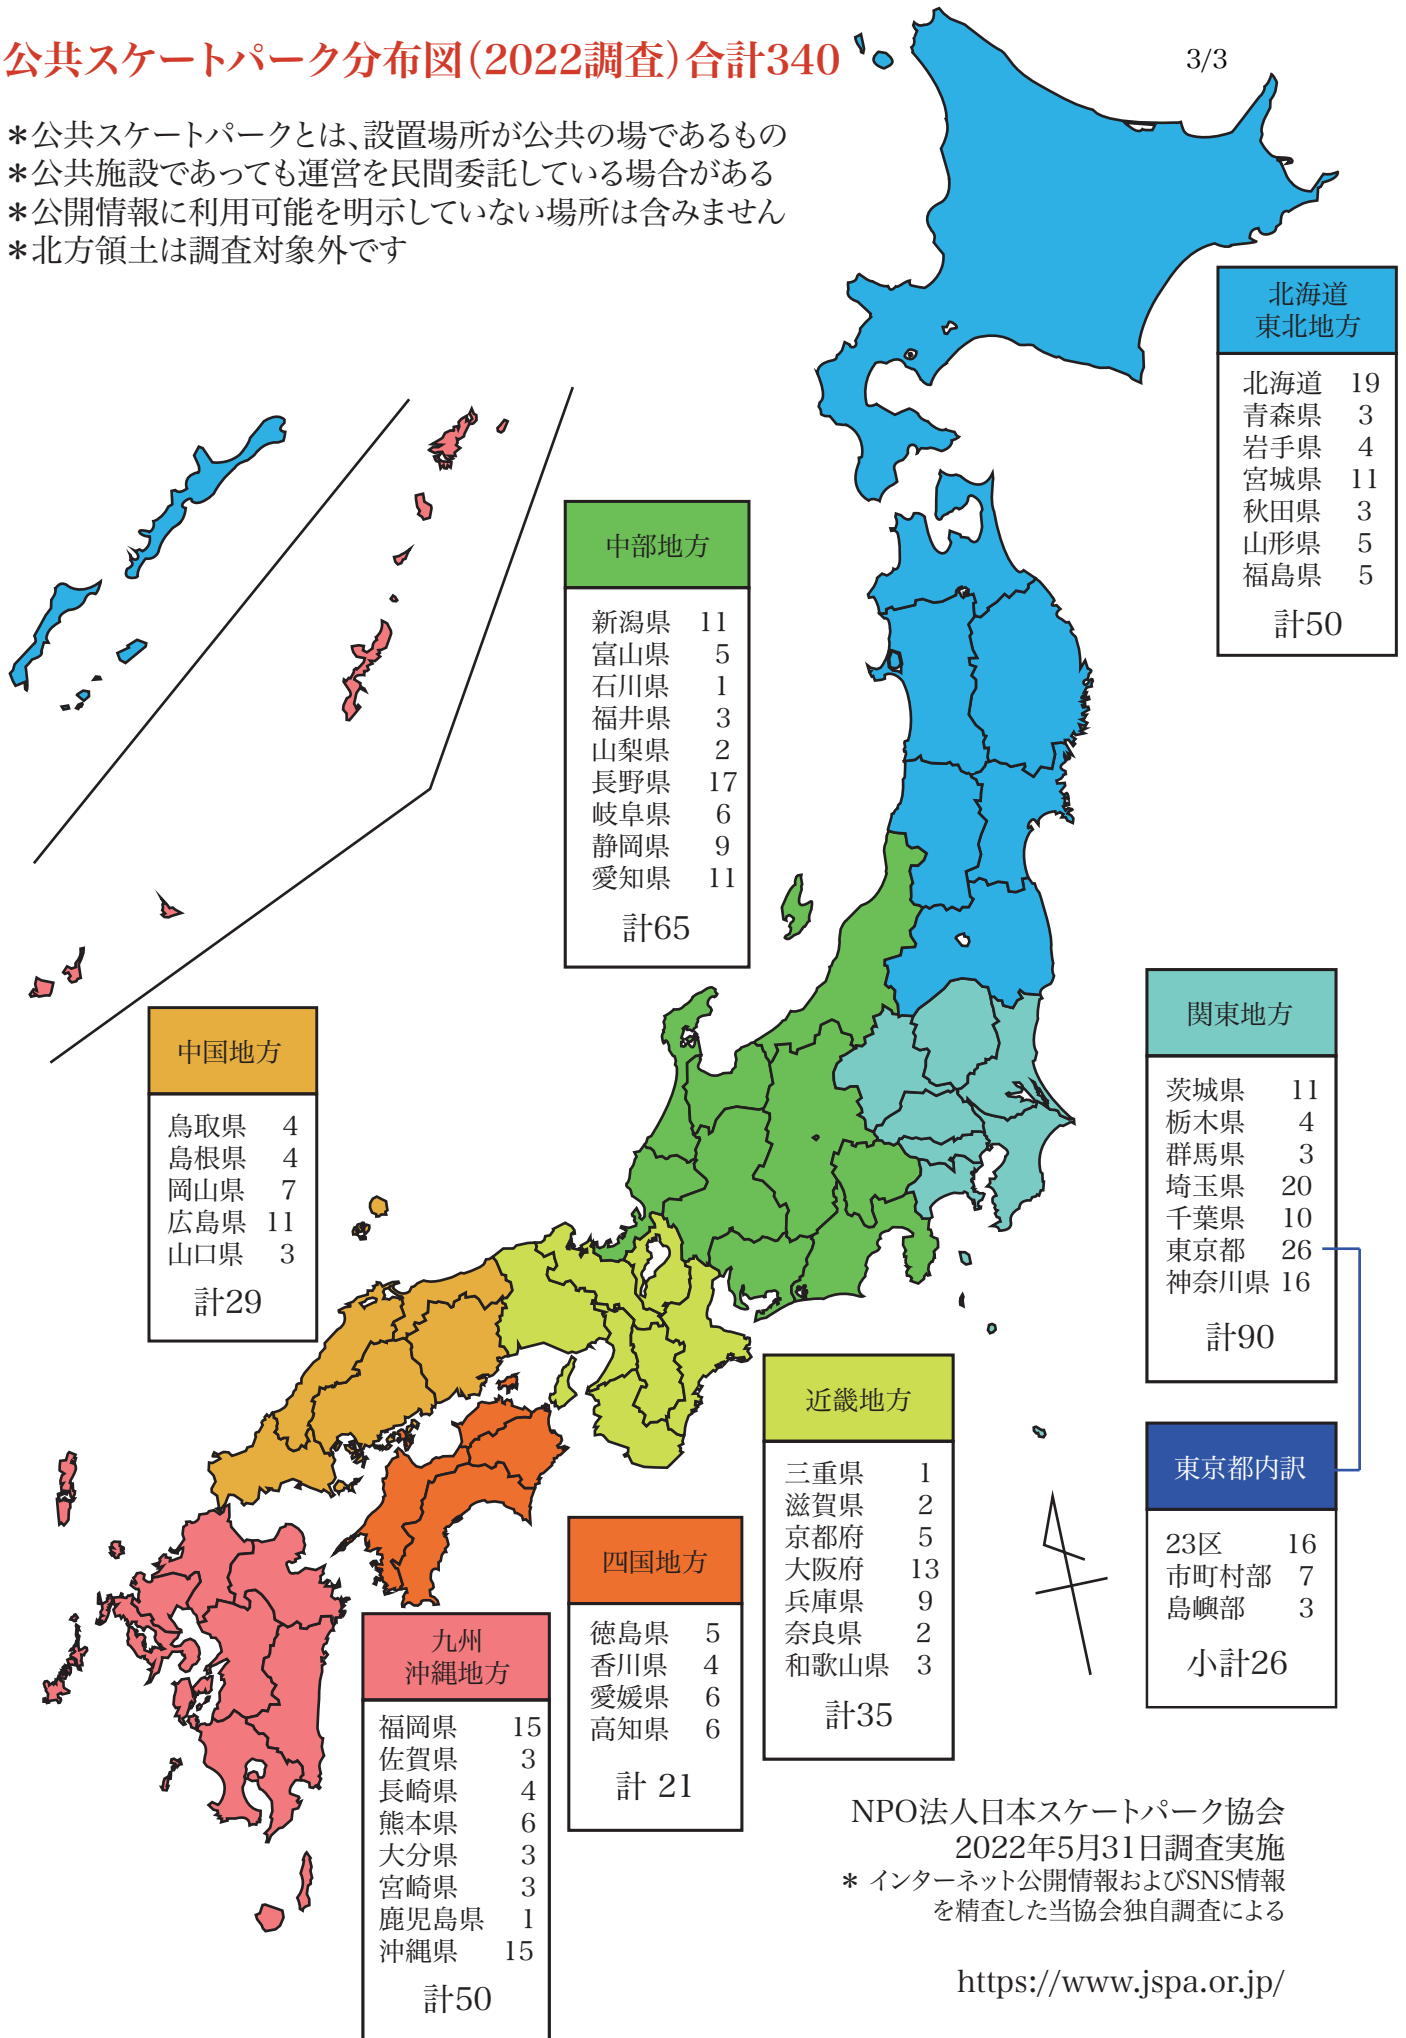 公共スケートパーク分布図(2022調査)合計340
3/3
＊公共スケートパークとは、設置場所が公共の場であるもの
＊公共施設であっても運営を民間委託している場合がある
＊公開情報に利用可能を明示していない場所は含みません
＊北方領土は調査対象外です
北海道
東北地方
北海道 19
青森県 3
岩手県 4
宮城県 11
秋田県 3
山形県 5
福島県 5
計50
中部地方
新潟県 11
富山県 5
石川県 1
福井県 3
山梨県 2
長野県 17
岐阜県 6
静岡県 9
愛知県 11
計65
関東地方
茨城県 11
栃木県 4
群馬県 3
埼玉県 20
千葉県 10
東京都 26
神奈川県 16
計90
中国地方
鳥取県 4
島根県 4
岡山県 7
広島県 11
山口県 3
計29
近畿地方
三重県 1
滋賀県 2
京都府 5
大阪府 13
兵庫県 9
奈良県 2
和歌山県 3
計35
東京都内訳
23区 16
市町村部 7
島嶼部 3
小計26
四国地方
徳島県 5
香川県 4
愛媛県 6
高知県 6
計 21
九州
沖縄地方
福岡県 15
佐賀県 3
長崎県 4
熊本県 6
大分県 3
宮崎県 3
鹿児島県 1
沖縄県 15
計50
NPO法人日本スケートパーク協会
2022年5月31日調査実施
＊ インターネット公開情報およびSNS情報
を精査した当協会独自調査による
https://www.jspa.or.jp/